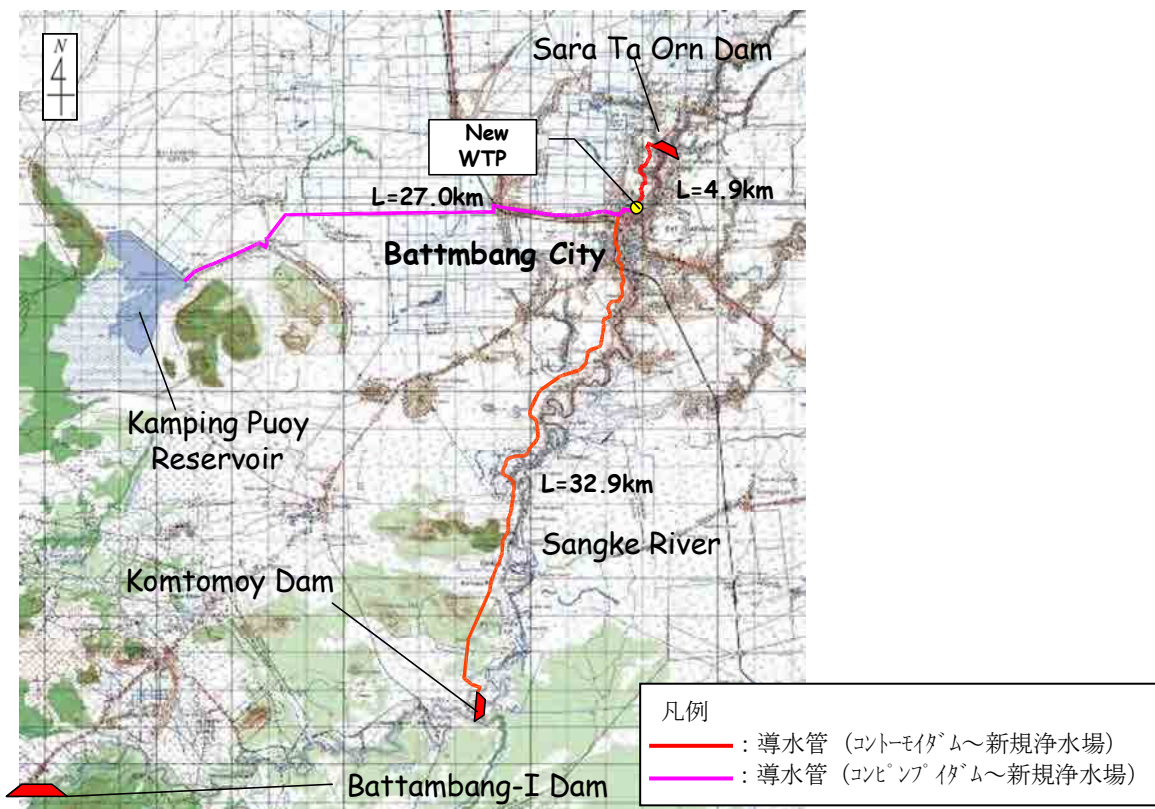 N
Sara Ta Orn Dam
New
WTP
L=27.0km
L=4.9km
Battmbang City
Kamping Puoy
Reservoir
L=32.9km
Sangke River
Komtomoy Dam
Battambang-I Dam
凡例
：導水管（ｺﾝﾄｰﾓｲﾀﾞﾑ～新規浄水場）
：導水管（ｺﾝﾋﾟﾝﾌﾟｲﾀﾞﾑ～新規浄水場）